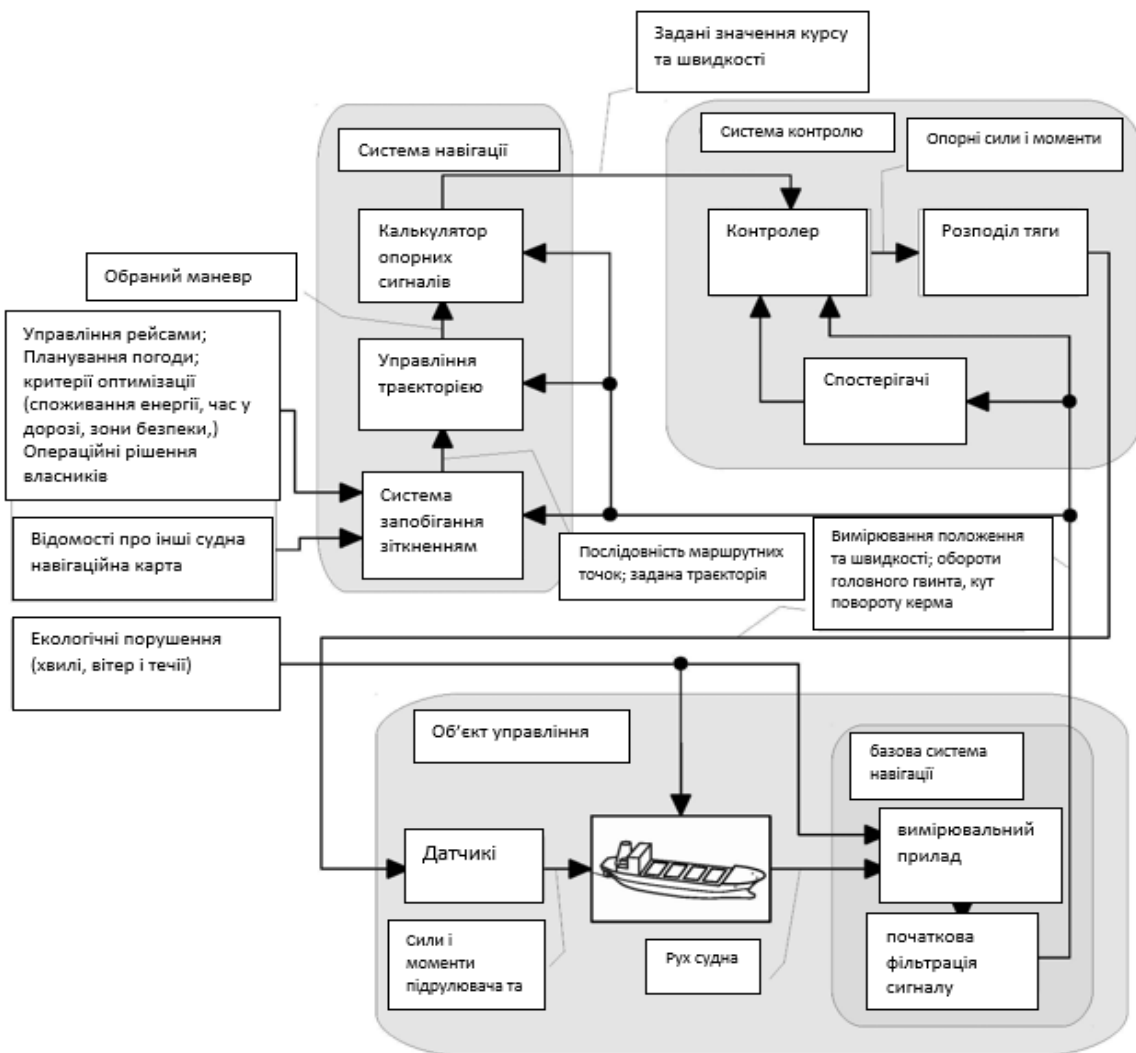 Задані значення курсу
та швидкості
Система навігації
Система контролю
Опорні сили і моменти
Калькулятор
опорних
сигналів
Контролер
Розподіл тяги
Обраний маневр
Управління рейсами;
Планування погоди;
критерії оптимізації
(споживання енергії, час у
дорозі, зони безпеки,)
Операційні рішення
власників
Управління
траєкторією
Спостерігачі
Система
запобігання
зіткненням
Відомості про інші судна
навігаційна карта
Послідовність маршрутних
точок; задана траєкторія
Вимірювання положення
та швидкості; обороти
головного гвинта, кут
повороту керма
Екологічні порушення
(хвилі, вітер і течії)
Об’єкт управління
базова система
навігації
Датчикі
вимірювальний
прилад
Сили і
моменти
підрулювача та
Рух судна
початкова
фільтрація
сигналу